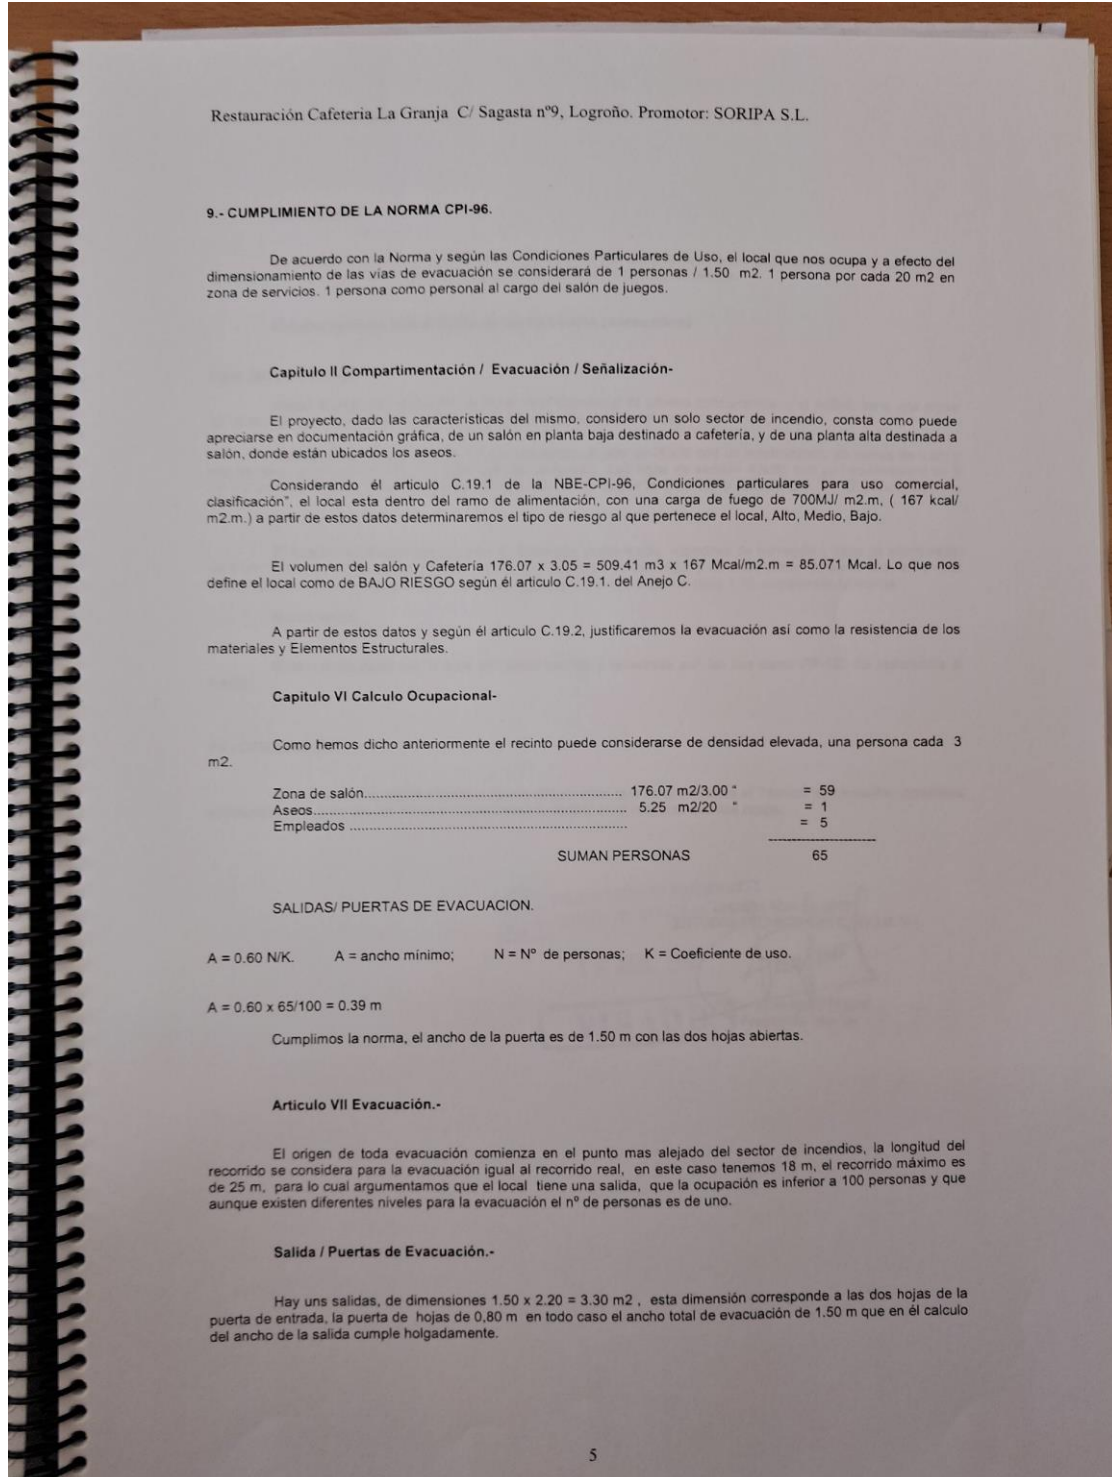 Restauración Cafeteria La Granja C/ Sagasta nº9, Logroño. Promotor: SORIPA S.L.
9.- CUMPLIMIENTO DE LA NORMA CPI-96.
De acuerdo con la Norma y según las Condiciones Particulares de Uso, el local que nos ocupa y a efecto del
dimensionamiento de las vías de evacuación se considerará de 1 personas / 1.50 m2. 1 persona por cada 20 m2 en
zona de servicios. 1 persona como personal al cargo del salón de juegos.
Capitulo II Compartimentación / Evacuación / Señalización-
El proyecto, dado las características del mismo, considero un solo sector de incendio, consta como puede
apreciarse en documentación gráfica, de un salón en planta baja destinado a cafetería, y de una planta alta destinada a
salón, donde están ubicados los aseos.
Considerando él articulo C.19.1 de la NBE-CPI-96, Condiciones particulares para uso comercial,
clasificación", el local esta dentro del ramo de alimentación, con una carga de fuego de 700MJ/ m2.m, ( 167 kcal/
m2.m.) a partir de estos datos determinaremos el tipo de riesgo al que pertenece el local, Alto, Medio, Bajo.
El volumen del salón y Cafetería 176.07 x 3.05 = 509.41 m3 x 167 Mcal/m2.m = 85.071 Mcal. Lo que nos
define el local como de BAJO RIESGO según él articulo C.19.1. del Anejo C.
A partir de estos datos y según él articulo C.19.2, justificaremos la evacuación así como la resistencia de los
materiales y Elementos Estructurales.
Capitulo VI Calculo Ocupacional-
Como hemos dicho anteriormente el recinto puede considerarse de densidad elevada, una persona cada 3
m2.
Zona de salón................................................................ 176.07 m2/3.00 " = 59
Aseos............................................................................. 5.25 m2/20 " = 1
Empleados ..................................................................... = 5
-------------------------
SUMAN PERSONAS 65
SALIDAS/ PUERTAS DE EVACUACION.
A = 0.60 N/K. A = ancho mínimo; N = Nº de personas; K = Coeficiente de uso.
A = 0.60 x 65/100 = 0.39 m
Cumplimos la norma, el ancho de la puerta es de 1.50 m con las dos hojas abiertas.
Articulo VII Evacuación.-
El origen de toda evacuación comienza en el punto mas alejado del sector de incendios, la longitud del
recorrido se considera para la evacuación igual al recorrido real, en este caso tenemos 18 m, el recorrido máximo es
de 25 m, para lo cual argumentamos que el local tiene una salida, que la ocupación es inferior a 100 personas y que
aunque existen diferentes niveles para la evacuación el nº de personas es de uno.
Salida / Puertas de Evacuación.-
Hay uns salidas, de dimensiones 1.50 x 2.20 = 3.30 m2 , esta dimensión corresponde a las dos hojas de la
puerta de entrada, la puerta de hojas de 0,80 m en todo caso el ancho total de evacuación de 1.50 m que en él calculo
del ancho de la salida cumple holgadamente.
5